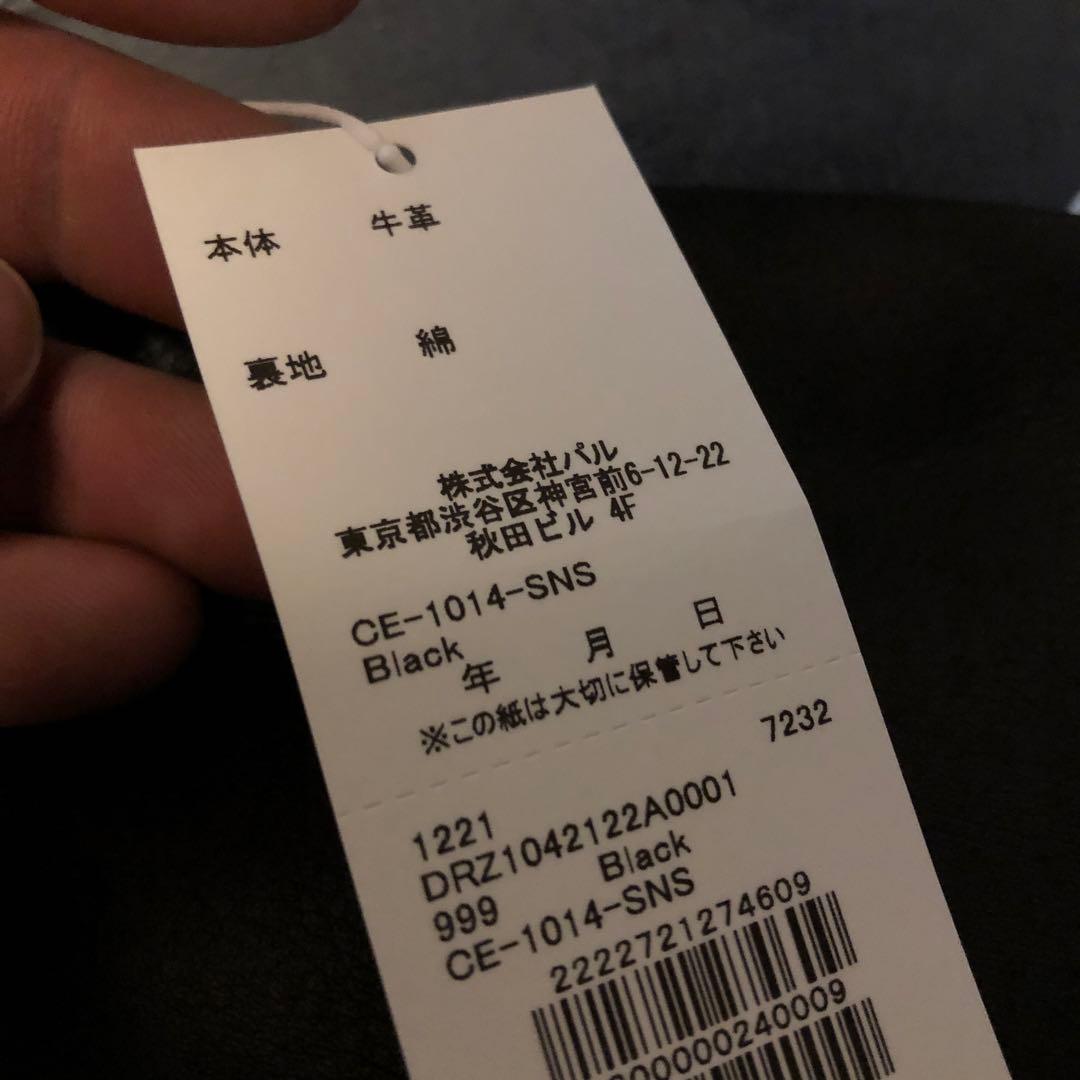 本体 牛革
裏地 綿
株式会社パル
東京都渋谷区神宮前6-12-22
秋田ビル 4F
CE-1014-SNS
Black
年 月 日
※この紙は大切に保管して下さい
7232
1221
DRZ1042122A0001
999 Black
CE-1014-SNS
2222721274609
00000240009